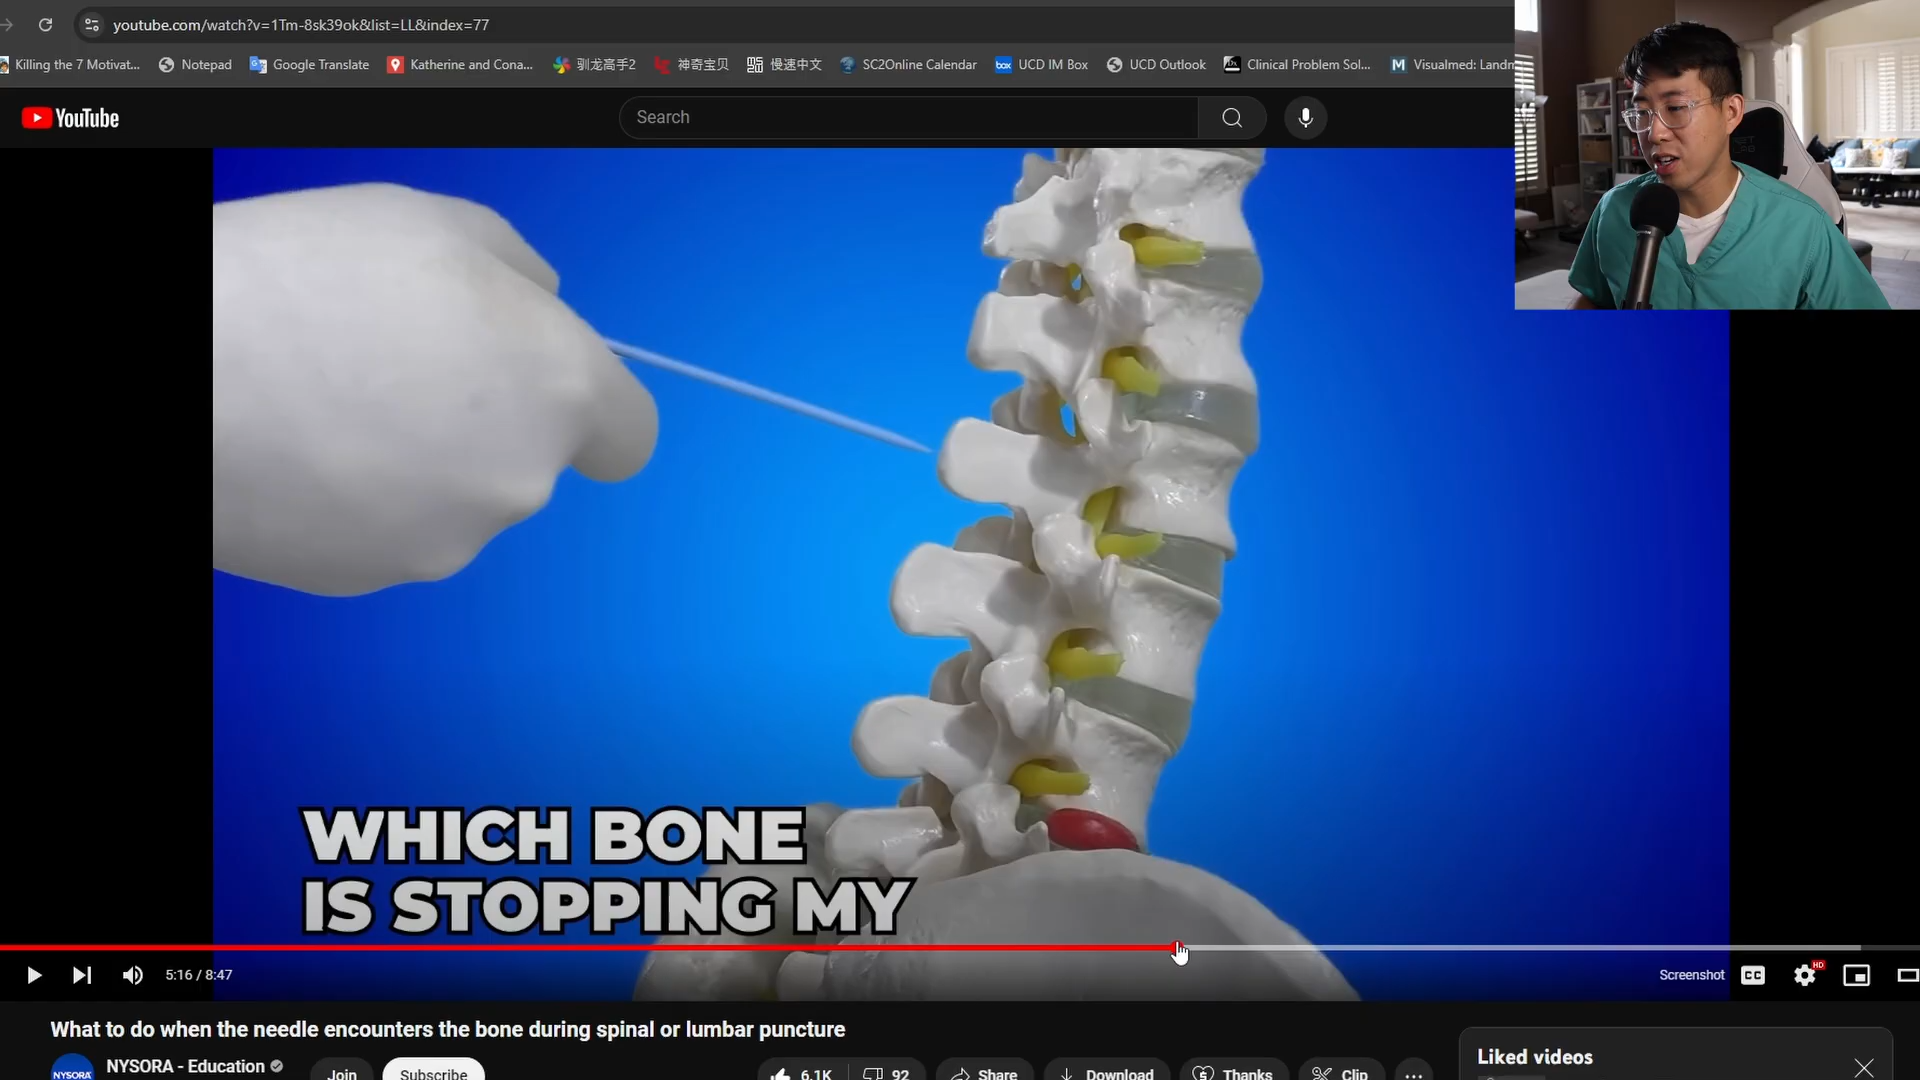 youtube.com/watch?v=1Tm-8sk39ok&list=LL&index=77
Killing the 7 Motivat... Notepad Google Translate Katherine and Cona... 驯龙高手2 神奇宝贝 慢速中文 SC2Online Calendar UCD IM Box UCD Outlook Clinical Problem Sol... Visualmed: Landm
YouTube
Search
WHICH BONE
IS STOPPING MY
5:16 / 8:47
Screenshot
CC
HD
What to do when the needle encounters the bone during spinal or lumbar puncture
NYSORA
NYSORA - Education
Join
Subscribe
6.1K
92
Share
Download
Thanks
Clip
...
Liked videos